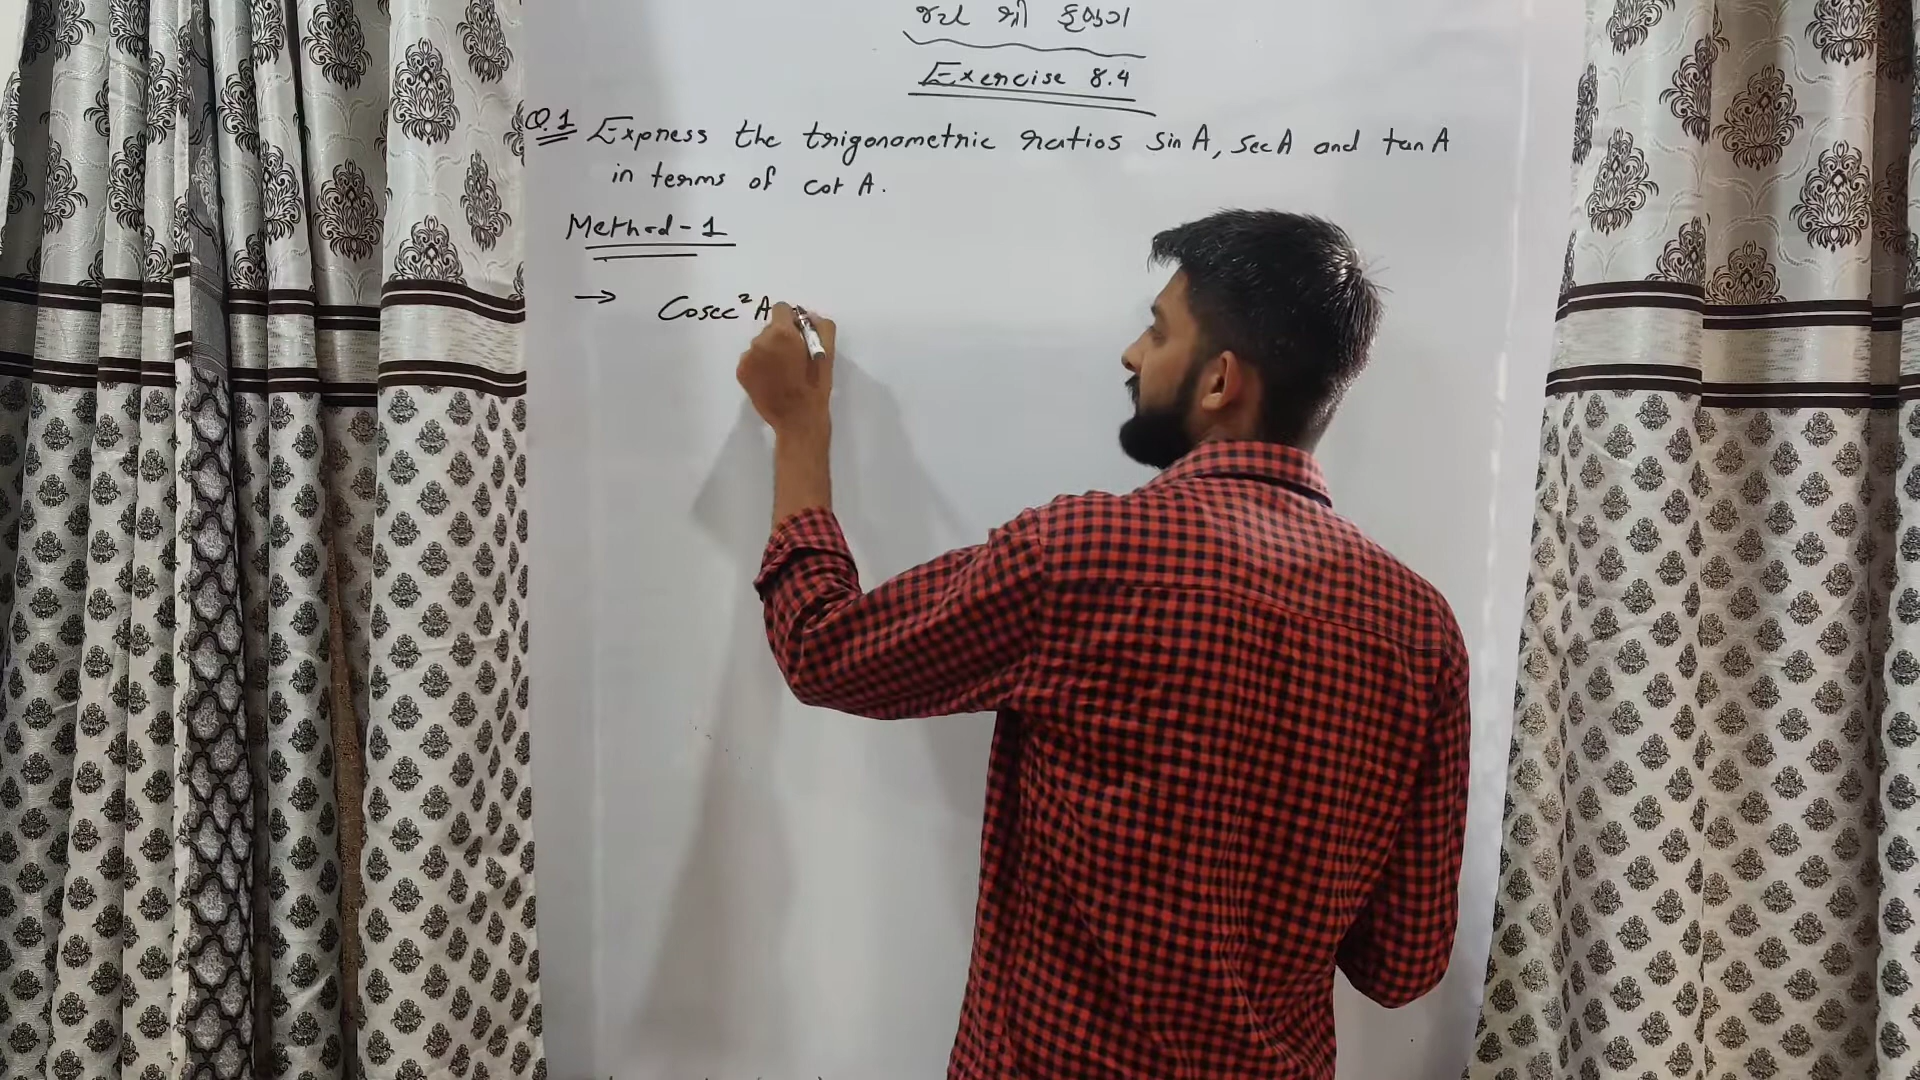 જય શ્રી કૃષ્ણ
Exercise 8.4
Q.1 Express the trigonometric ratios sin A, sec A and tan A
in terms of cot A.
Method-1
→ Cosec²A